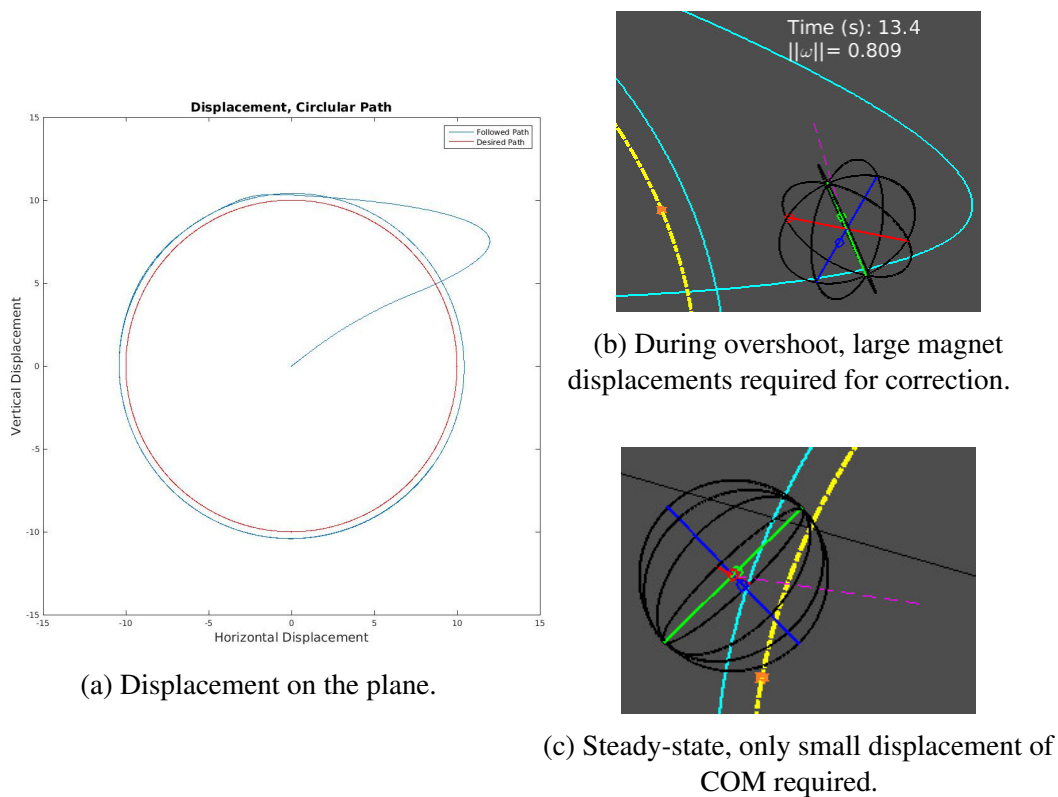 Displacement, Circlular Path
Followed Path
Desired Path
15
10
5
0
-5
-10
-15
Vertical Displacement
-15
-10
-5
0
5
10
15
Horizontal Displacement
(a) Displacement on the plane.
Time (s): 13.4
||ω||= 0.809
(b) During overshoot, large magnet
displacements required for correction.
(c) Steady-state, only small displacement of
COM required.